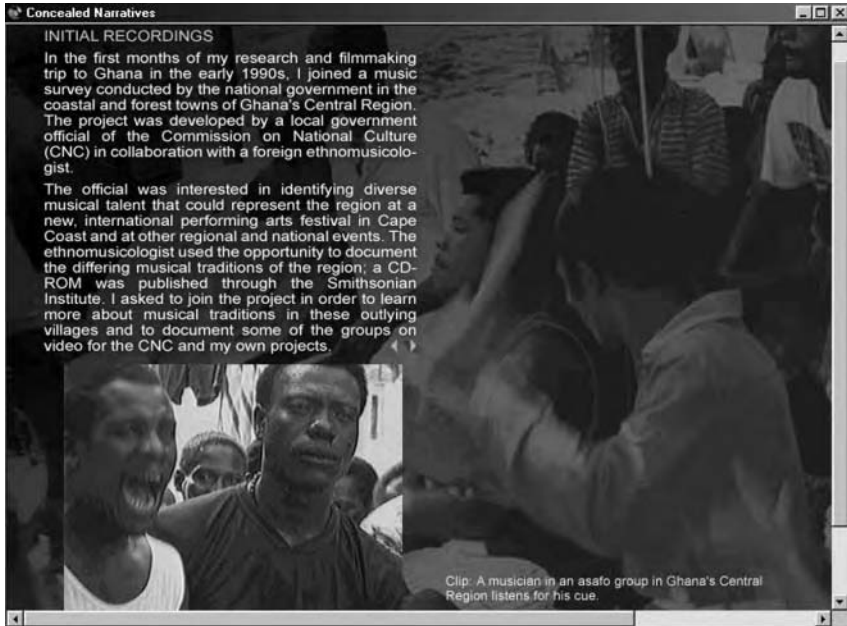 Concealed Narratives
INITIAL RECORDINGS
In the first months of my research and filmmaking
trip to Ghana in the early 1990s, I joined a music
survey conducted by the national government in the
coastal and forest towns of Ghana's Central Region.
The project was developed by a local government
official of the Commission on National Culture
(CNC) in collaboration with a foreign ethnomusicolo-
gist.
The official was interested in identifying diverse
musical talent that could represent the region at a
new, international performing arts festival in Cape
Coast and at other regional and national events. The
ethnomusicologist used the opportunity to document
the differing musical traditions of the region; a CD-
ROM was published through the Smithsonian
Institute. I asked to join the project in order to learn
more about musical traditions in these outlying
villages and to document some of the groups on
video for the CNC and my own projects.
Clip: A musician in an asafo group in Ghana's Central
Region listens for his cue.